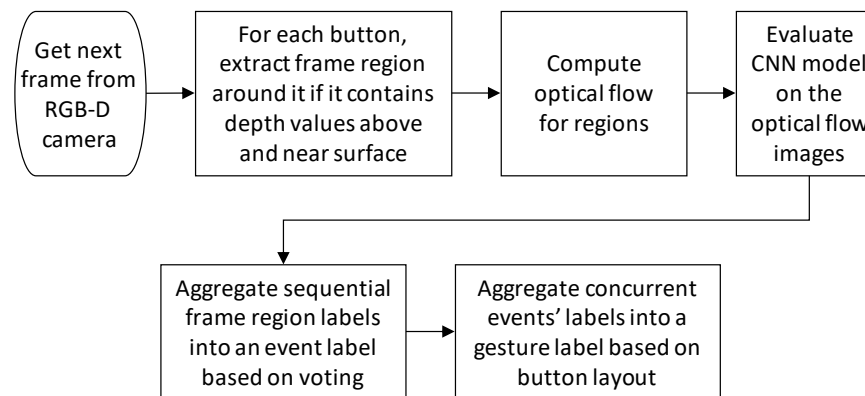 Get next
frame from
RGB-D
camera
For each button,
extract frame region
around it if it contains
depth values above
and near surface
Compute
optical flow
for regions
Evaluate
CNN model
on the
optical flow
images
Aggregate sequential
frame region labels
into an event label
based on voting
Aggregate concurrent
events’ labels into a
gesture label based on
button layout